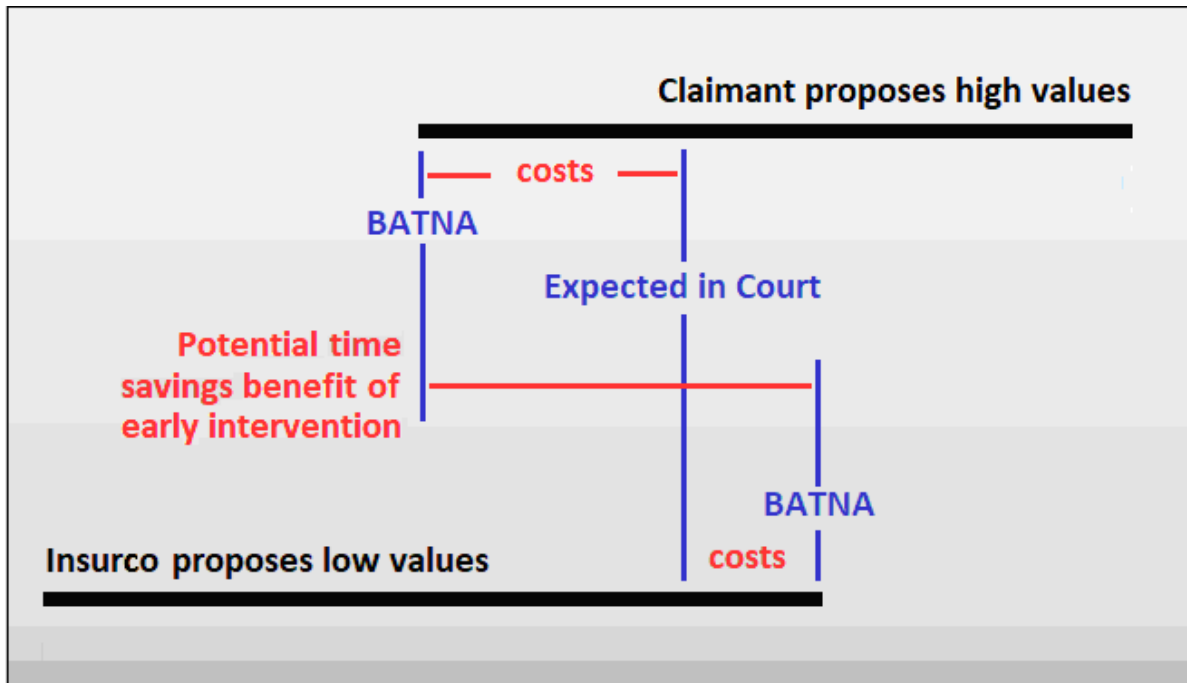 Claimant proposes high values
costs
BATNA
Expected in Court
Potential time
savings benefit of
early intervention
BATNA
Insurco proposes low values
costs